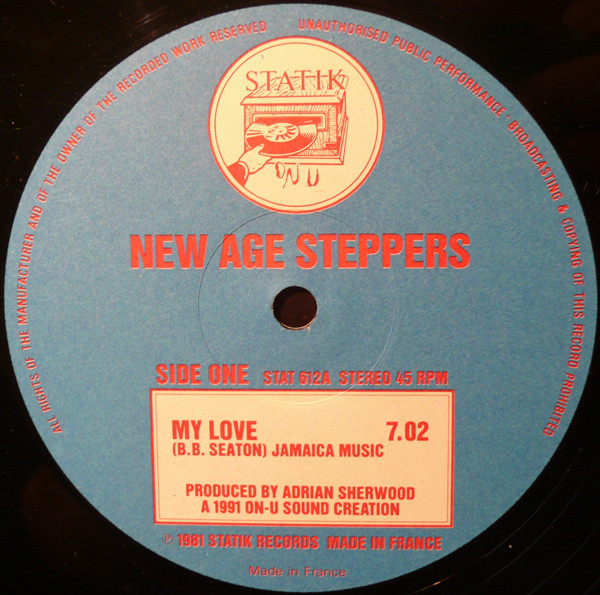 ALL RIGHTS OF THE MANUFACTURER AND OF THE OWNER OF THE RECORDED WORK RESERVED
UNAUTHORISED PUBLIC PERFORMANCE · BROADCASTING & COPYING OF THIS RECORD PROHIBITED
STATIK
ON U
NEW AGE STEPPERS
SIDE ONE STAT 612A STEREO 45 RPM
MY LOVE 7.02
(B.B. SEATON) JAMAICA MUSIC
PRODUCED BY ADRIAN SHERWOOD
A 1991 ON-U SOUND CREATION
℗ 1981 STATIK RECORDS MADE IN FRANCE
Made in France